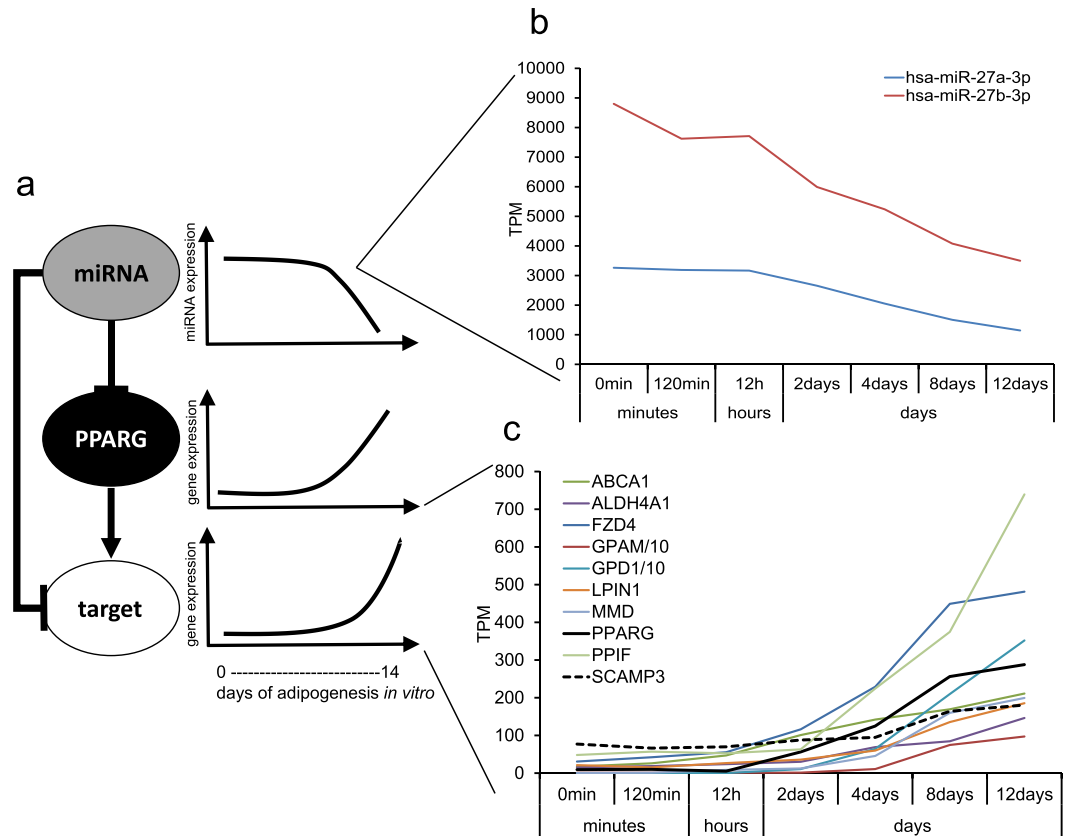 a
miRNA
PPARG
target
miRNA expression
gene expression
gene expression
0 ------------------------14
days of adipogenesis in vitro
b
10000
9000
8000
7000
6000
5000
4000
3000
2000
1000
0
TPM
hsa-miR-27a-3p
hsa-miR-27b-3p
0min 120min 12h 2days 4days 8days 12days
minutes hours days
c
800
700
600
500
400
300
200
100
0
TPM
ABCA1
ALDH4A1
FZD4
GPAM/10
GPD1/10
LPIN1
MMD
PPARG
PPIF
SCAMP3
0min 120min 12h 2days 4days 8days 12days
minutes hours days